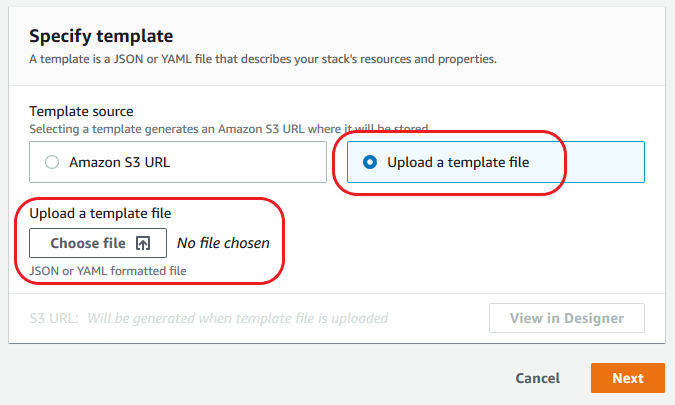 Specify template
A template is a JSON or YAML file that describes your stack's resources and properties.
Template source
Selecting a template generates an Amazon S3 URL where it will be stored.
Amazon S3 URL
Upload a template file
Upload a template file
Choose file No file chosen
JSON or YAML formatted file
S3 URL: Will be generated when template file is uploaded
View in Designer
Cancel
Next